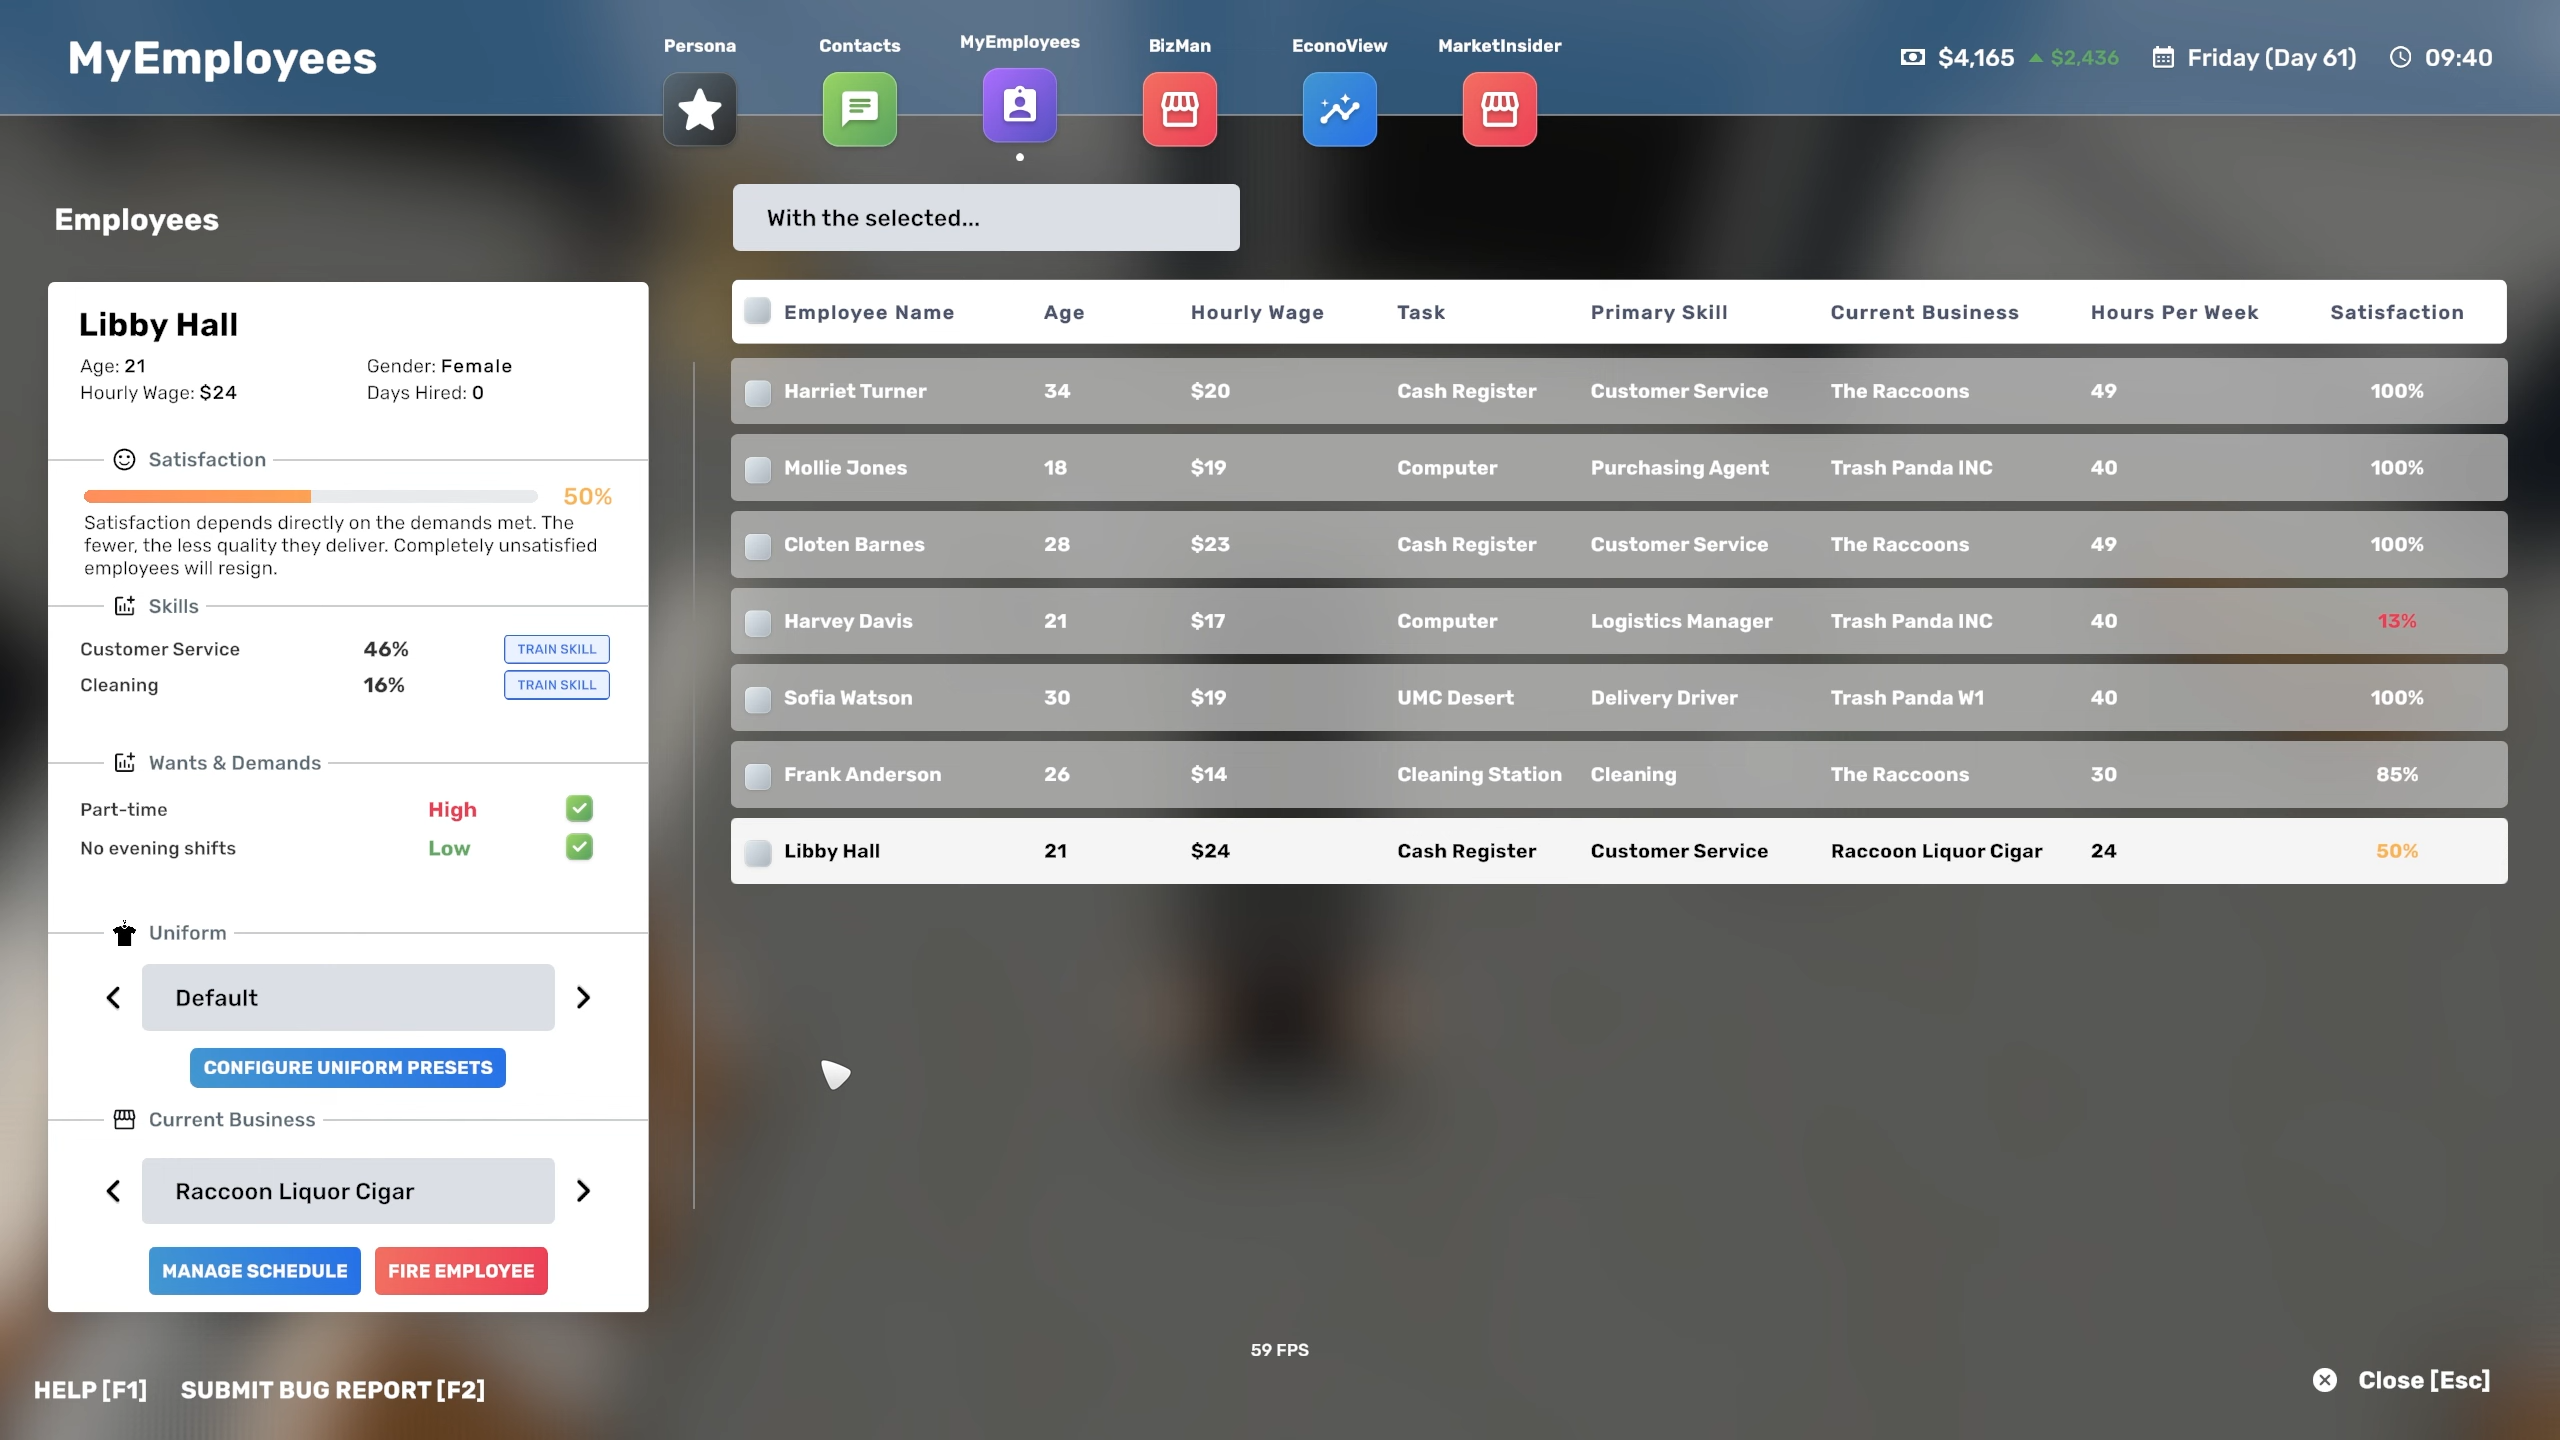 MyEmployees
Persona
Contacts
MyEmployees
BizMan
EconoView
MarketInsider
$4,165
$2,436
Friday (Day 61)
09:40
Employees
With the selected...
Libby Hall
Age: 21
Gender: Female
Hourly Wage: $24
Days Hired: 0
Satisfaction
50%
Satisfaction depends directly on the demands met. The
fewer, the less quality they deliver. Completely unsatisfied
employees will resign.
Skills
Customer Service 46% TRAIN SKILL
Cleaning 16% TRAIN SKILL
Wants & Demands
Part-time High
No evening shifts Low
Uniform
Default
CONFIGURE UNIFORM PRESETS
Current Business
Raccoon Liquor Cigar
MANAGE SCHEDULE
FIRE EMPLOYEE
Employee Name Age Hourly Wage Task Primary Skill Current Business Hours Per Week Satisfaction
Harriet Turner 34 $20 Cash Register Customer Service The Raccoons 49 100%
Mollie Jones 18 $19 Computer Purchasing Agent Trash Panda INC 40 100%
Cloten Barnes 28 $23 Cash Register Customer Service The Raccoons 49 100%
Harvey Davis 21 $17 Computer Logistics Manager Trash Panda INC 40 13%
Sofia Watson 30 $19 UMC Desert Delivery Driver Trash Panda W1 40 100%
Frank Anderson 26 $14 Cleaning Station Cleaning The Raccoons 30 85%
Libby Hall 21 $24 Cash Register Customer Service Raccoon Liquor Cigar 24 50%
59 FPS
HELP [F1]
SUBMIT BUG REPORT [F2]
Close [Esc]